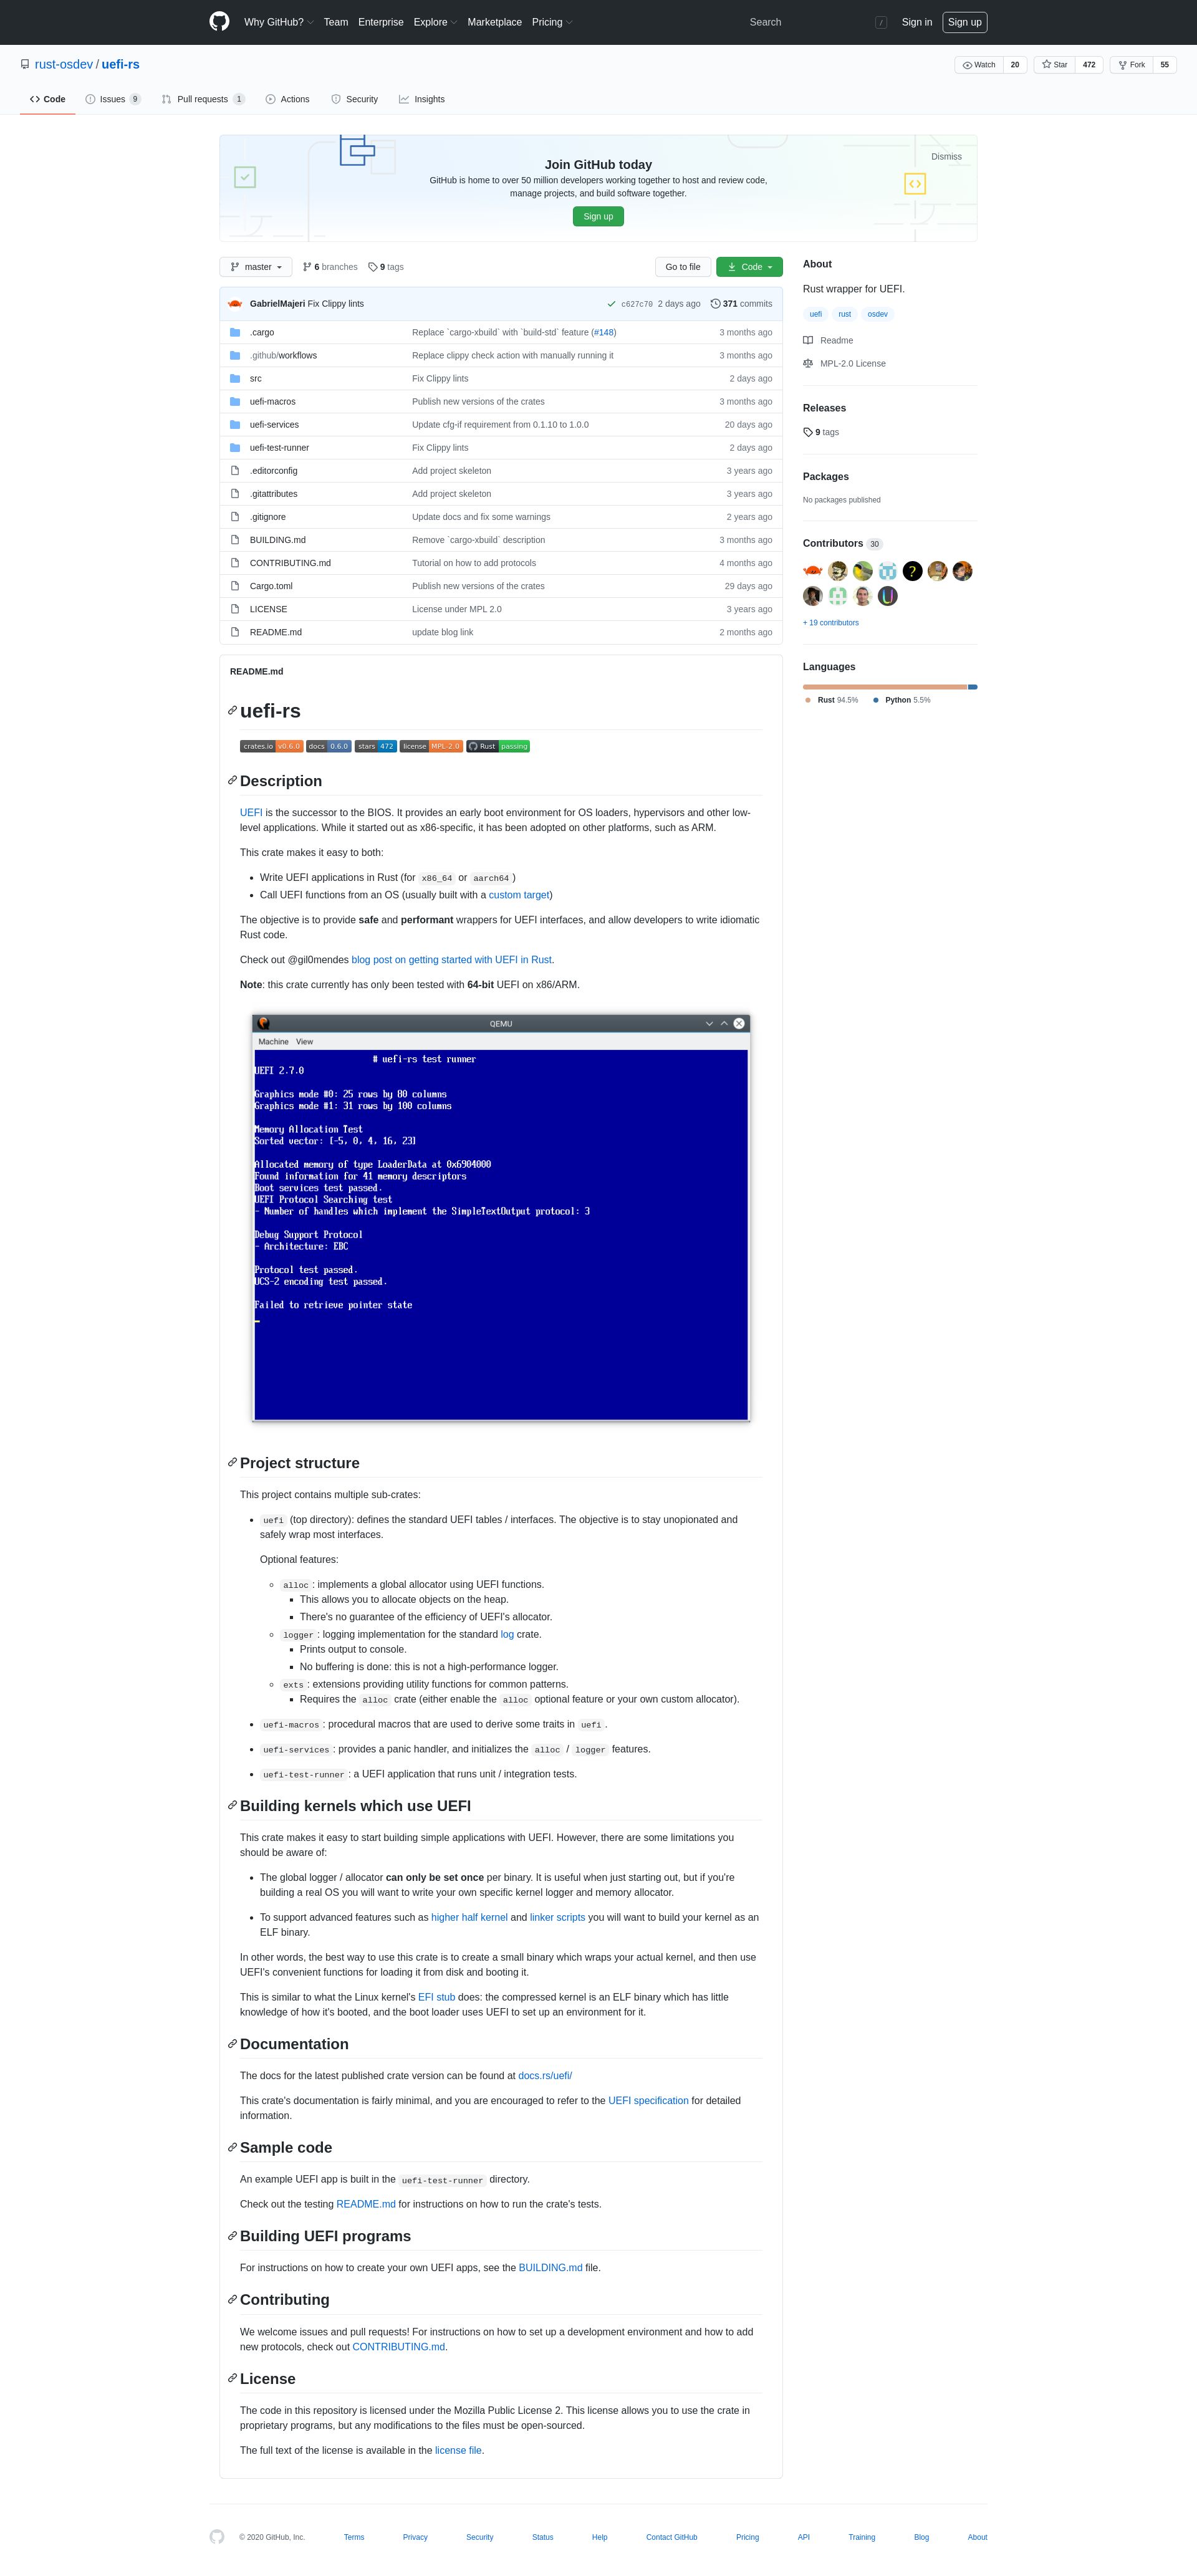 Why GitHub? Team Enterprise Explore Marketplace Pricing Search / Sign in Sign up
rust-osdev / uefi-rs Watch 20 Star 472 Fork 55
Code Issues 9 Pull requests 1 Actions Security Insights
Join GitHub today
Dismiss
GitHub is home to over 50 million developers working together to host and review code,
manage projects, and build software together.
Sign up
master 6 branches 9 tags Go to file Code
GabrielMajeri Fix Clippy lints c627c70 2 days ago 371 commits
.cargo Replace `cargo-xbuild` with `build-std` feature (#148) 3 months ago
.github/workflows Replace clippy check action with manually running it 3 months ago
src Fix Clippy lints 2 days ago
uefi-macros Publish new versions of the crates 3 months ago
uefi-services Update cfg-if requirement from 0.1.10 to 1.0.0 20 days ago
uefi-test-runner Fix Clippy lints 2 days ago
.editorconfig Add project skeleton 3 years ago
.gitattributes Add project skeleton 3 years ago
.gitignore Update docs and fix some warnings 2 years ago
BUILDING.md Remove `cargo-xbuild` description 3 months ago
CONTRIBUTING.md Tutorial on how to add protocols 4 months ago
Cargo.toml Publish new versions of the crates 29 days ago
LICENSE License under MPL 2.0 3 years ago
README.md update blog link 2 months ago
About
Rust wrapper for UEFI.
uefi rust osdev
Readme
MPL-2.0 License
Releases
9 tags
Packages
No packages published
Contributors 30
+ 19 contributors
Languages
Rust 94.5% Python 5.5%
README.md
uefi-rs
crates.io v0.6.0 docs 0.6.0 stars 472 license MPL-2.0 Rust passing
Description
UEFI is the successor to the BIOS. It provides an early boot environment for OS loaders, hypervisors and other low-
level applications. While it started out as x86-specific, it has been adopted on other platforms, such as ARM.
This crate makes it easy to both:
Write UEFI applications in Rust (for x86_64 or aarch64 )
Call UEFI functions from an OS (usually built with a custom target)
The objective is to provide safe and performant wrappers for UEFI interfaces, and allow developers to write idiomatic
Rust code.
Check out @gil0mendes blog post on getting started with UEFI in Rust.
Note: this crate currently has only been tested with 64-bit UEFI on x86/ARM.
QEMU
Machine View
# uefi-rs test runner
UEFI 2.7.0
Graphics mode #0: 25 rows by 80 columns
Graphics mode #1: 31 rows by 100 columns
Memory Allocation Test
Sorted vector: [-5, 0, 4, 16, 23]
Allocated memory of type LoaderData at 0x6904000
Found information for 41 memory descriptors
Boot services test passed.
UEFI Protocol Searching test
- Number of handles which implement the SimpleTextOutput protocol: 3
Debug Support Protocol
- Architecture: EBC
Protocol test passed.
UCS-2 encoding test passed.
Failed to retrieve pointer state
Project structure
This project contains multiple sub-crates:
uefi (top directory): defines the standard UEFI tables / interfaces. The objective is to stay unopionated and
safely wrap most interfaces.
Optional features:
alloc : implements a global allocator using UEFI functions.
This allows you to allocate objects on the heap.
There's no guarantee of the efficiency of UEFI's allocator.
logger : logging implementation for the standard log crate.
Prints output to console.
No buffering is done: this is not a high-performance logger.
exts : extensions providing utility functions for common patterns.
Requires the alloc crate (either enable the alloc optional feature or your own custom allocator).
uefi-macros : procedural macros that are used to derive some traits in uefi .
uefi-services : provides a panic handler, and initializes the alloc / logger features.
uefi-test-runner : a UEFI application that runs unit / integration tests.
Building kernels which use UEFI
This crate makes it easy to start building simple applications with UEFI. However, there are some limitations you
should be aware of:
The global logger / allocator can only be set once per binary. It is useful when just starting out, but if you're
building a real OS you will want to write your own specific kernel logger and memory allocator.
To support advanced features such as higher half kernel and linker scripts you will want to build your kernel as an
ELF binary.
In other words, the best way to use this crate is to create a small binary which wraps your actual kernel, and then use
UEFI's convenient functions for loading it from disk and booting it.
This is similar to what the Linux kernel's EFI stub does: the compressed kernel is an ELF binary which has little
knowledge of how it's booted, and the boot loader uses UEFI to set up an environment for it.
Documentation
The docs for the latest published crate version can be found at docs.rs/uefi/
This crate's documentation is fairly minimal, and you are encouraged to refer to the UEFI specification for detailed
information.
Sample code
An example UEFI app is built in the uefi-test-runner directory.
Check out the testing README.md for instructions on how to run the crate's tests.
Building UEFI programs
For instructions on how to create your own UEFI apps, see the BUILDING.md file.
Contributing
We welcome issues and pull requests! For instructions on how to set up a development environment and how to add
new protocols, check out CONTRIBUTING.md.
License
The code in this repository is licensed under the Mozilla Public License 2. This license allows you to use the crate in
proprietary programs, but any modifications to the files must be open-sourced.
The full text of the license is available in the license file.
© 2020 GitHub, Inc. Terms Privacy Security Status Help Contact GitHub Pricing API Training Blog About